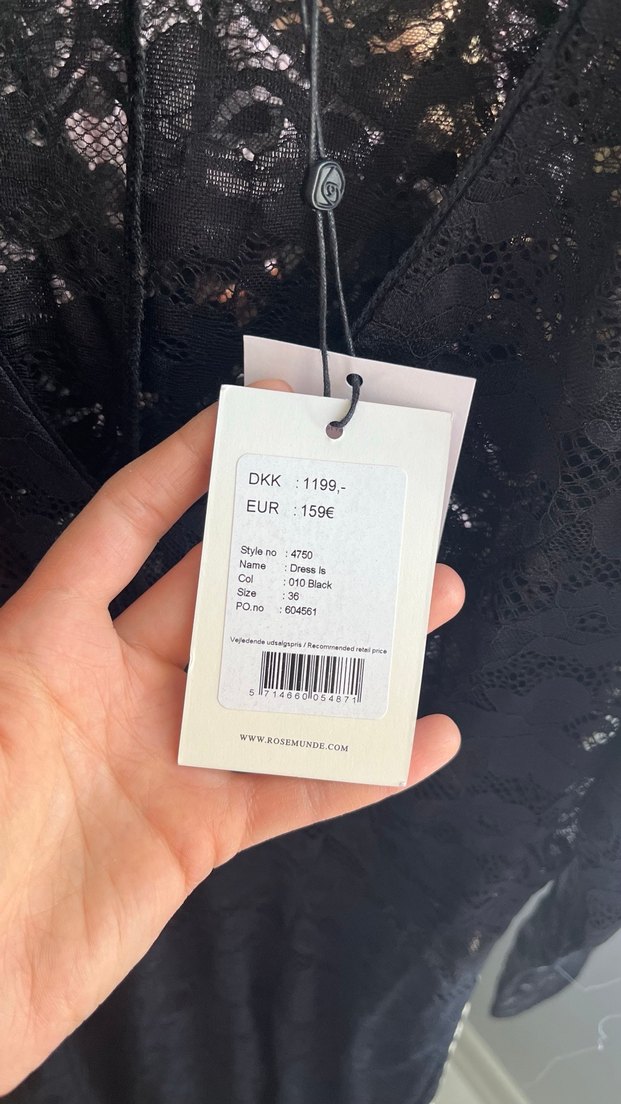 DKK : 1199,-
EUR : 159€
Style no : 4750
Name : Dress ls
Col : 010 Black
Size : 36
PO.no : 604561
Vejledende udsalgspris / Recommended retail price
5 714660 054871
WWW.ROSEMUNDE.COM